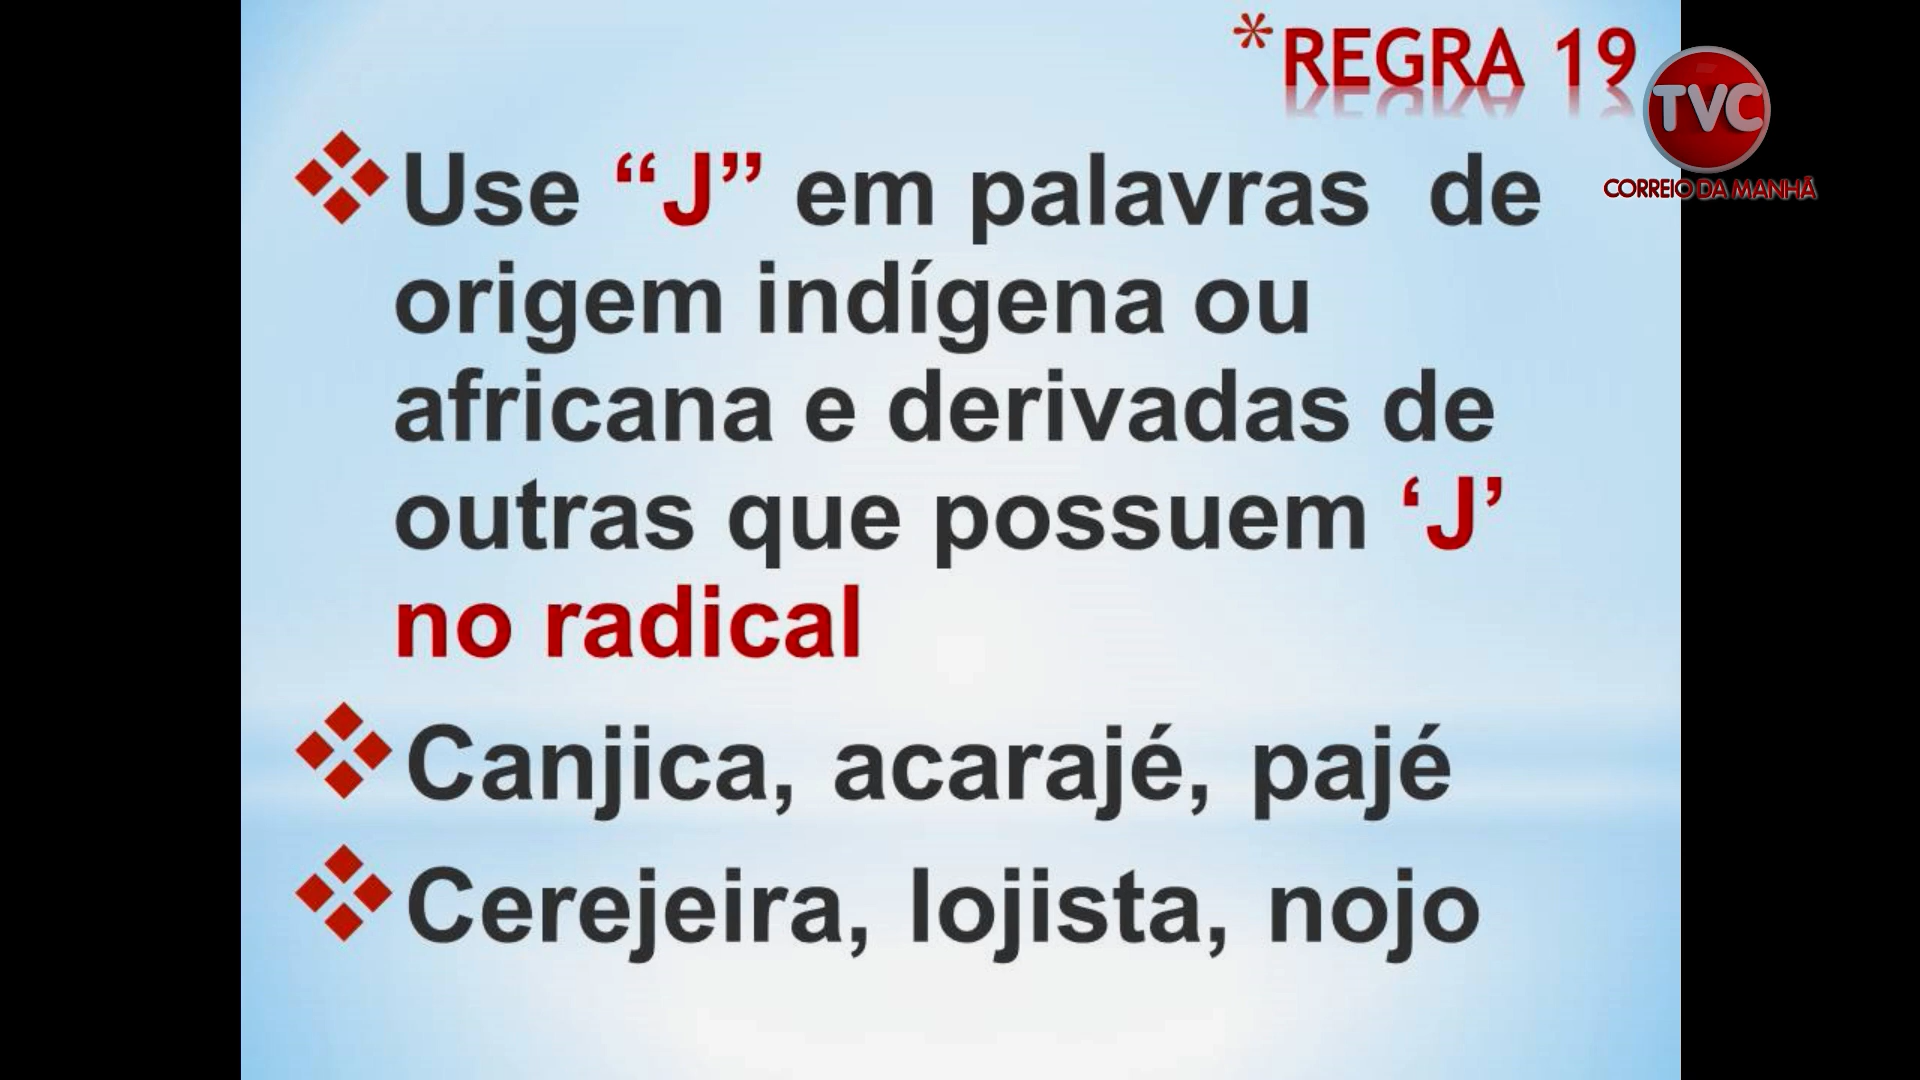 *REGRA 19
TVC
CORREIO DA MANHÃ
❖Use “J” em palavras de
origem indígena ou
africana e derivadas de
outras que possuem ‘J’
no radical
❖Canjica, acarajé, pajé
❖Cerejeira, lojista, nojo